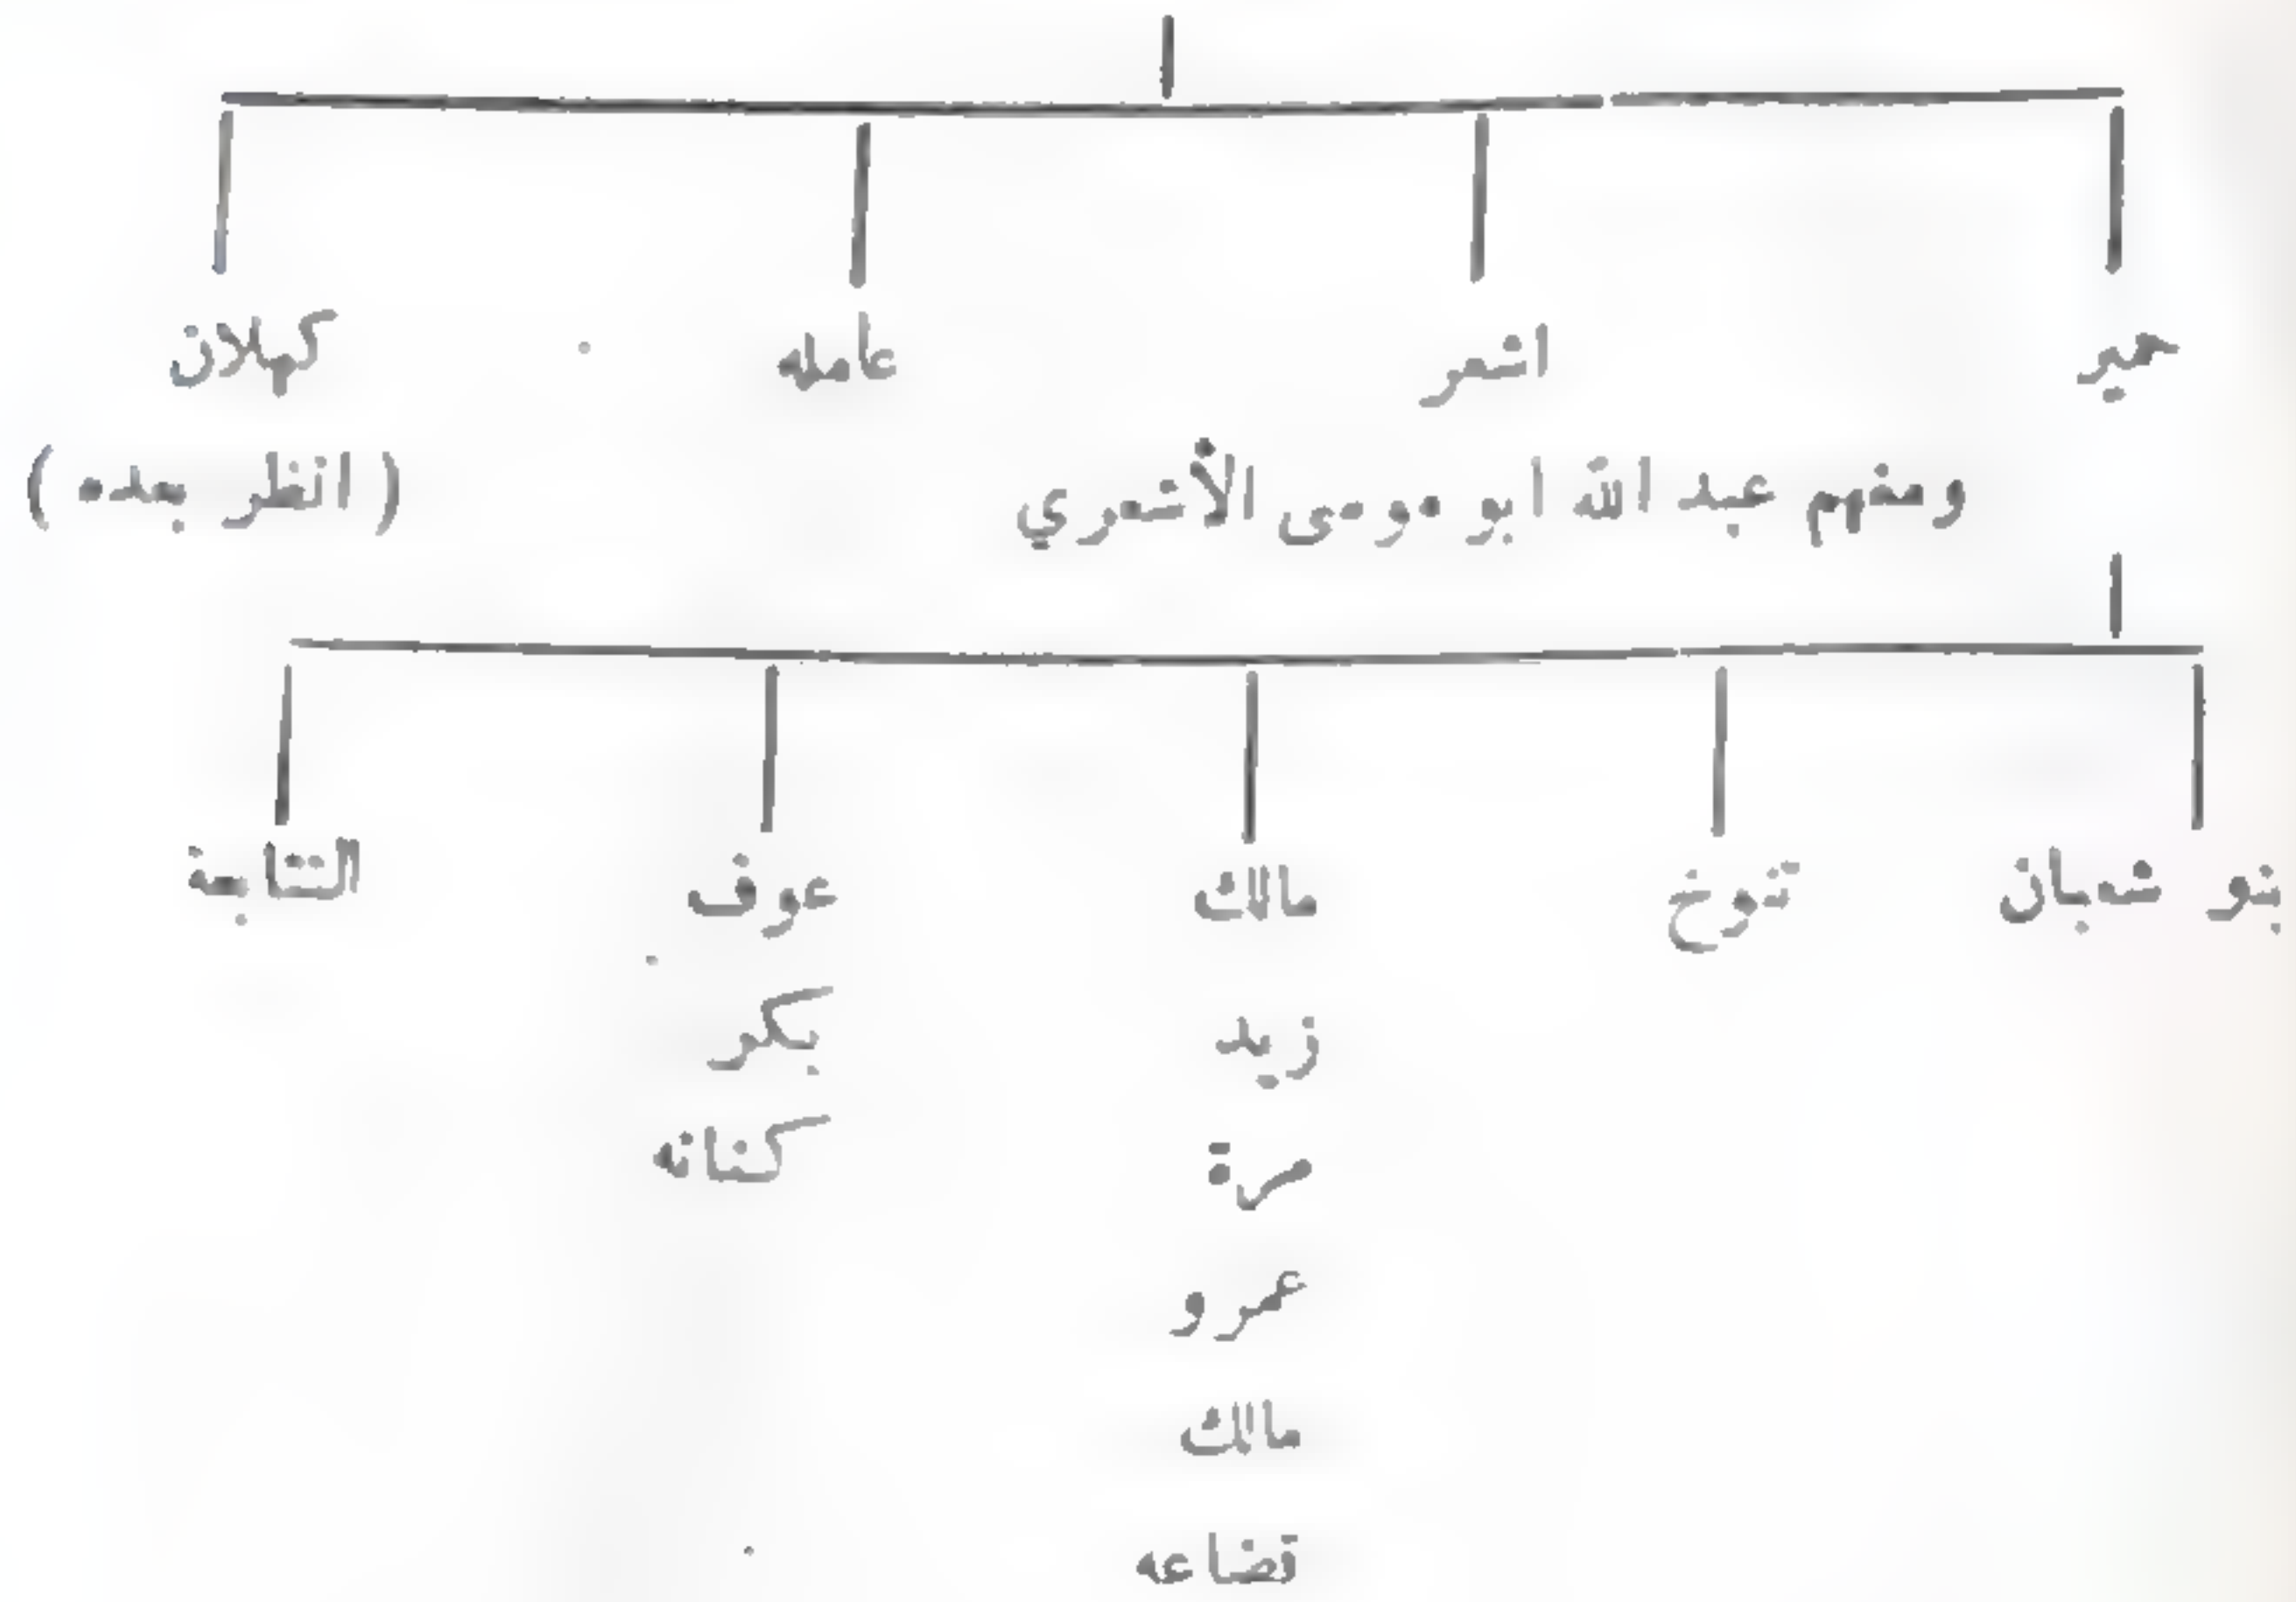 حمير اشعر عامله كهلان
ومنهم عبد الله ابو موسى الأشعري ( انظر بعده )
بنو شعبان تنوخ مالك عوف التبابعة
زيد بكر
مرة كنانه
عمرو
مالك
قضاعه